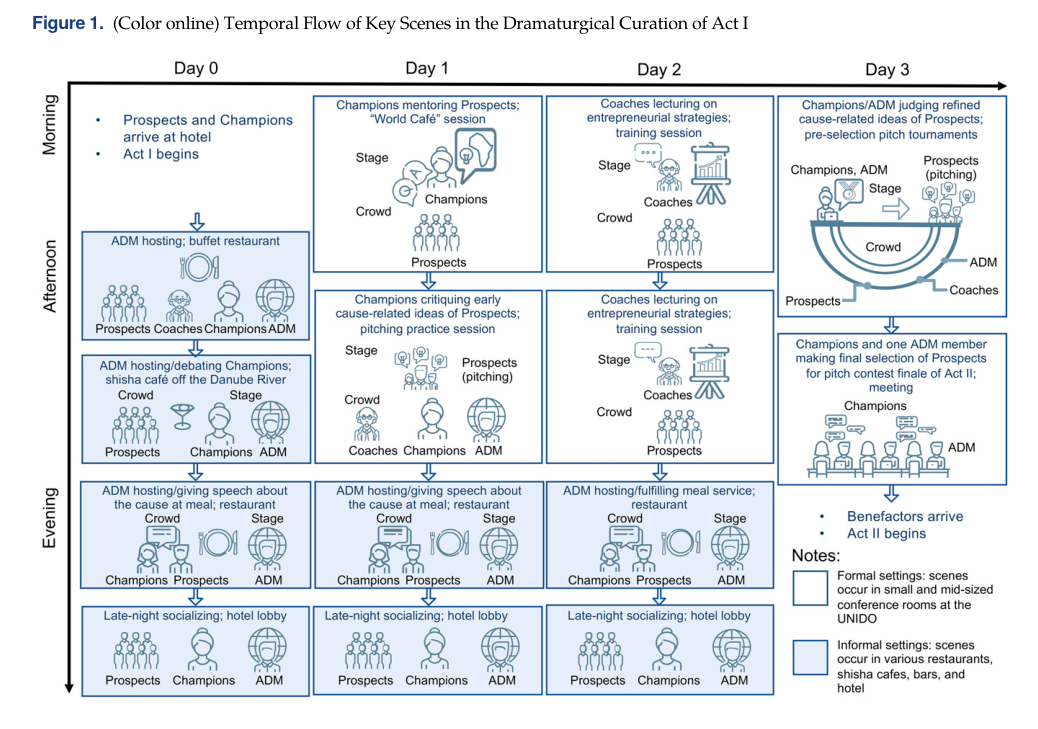 Figure 1. (Color online) Temporal Flow of Key Scenes in the Dramaturgical Curation of Act I
Day 0
Day 1
Day 2
Day 3
Morning
Afternoon
Evening
• Prospects and Champions
arrive at hotel
• Act I begins
ADM hosting; buffet restaurant
Prospects Coaches Champions ADM
ADM hosting/debating Champions;
shisha café off the Danube River
Crowd
Stage
Prospects
Champions
ADM
ADM hosting/giving speech about
the cause at meal; restaurant
Crowd
Stage
Champions Prospects
ADM
Late-night socializing; hotel lobby
Prospects
Champions
ADM
Champions mentoring Prospects;
“World Café” session
Stage
Q
A
Champions
Crowd
Prospects
Champions critiquing early
cause-related ideas of Prospects;
pitching practice session
Stage
Prospects
(pitching)
Crowd
Coaches Champions ADM
ADM hosting/giving speech about
the cause at meal; restaurant
Crowd
Stage
Champions Prospects
ADM
Late-night socializing; hotel lobby
Prospects
Champions
ADM
Coaches lecturing on
entrepreneurial strategies;
training session
Stage
Coaches
Crowd
Prospects
Coaches lecturing on
entrepreneurial strategies;
training session
Stage
Coaches
Crowd
Prospects
ADM hosting/fulfilling meal service;
restaurant
Crowd
Stage
Champions Prospects
ADM
Late-night socializing; hotel lobby
Prospects
Champions
ADM
Champions/ADM judging refined
cause-related ideas of Prospects;
pre-selection pitch tournaments
Champions, ADM
Prospects
(pitching)
Stage
Crowd
ADM
Coaches
Prospects
Champions and one ADM member
making final selection of Prospects
for pitch contest finale of Act II;
meeting
Champions
ADM
• Benefactors arrive
• Act II begins
Notes:
Formal settings: scenes
occur in small and mid-sized
conference rooms at the
UNIDO
Informal settings: scenes
occur in various restaurants,
shisha cafes, bars, and
hotel